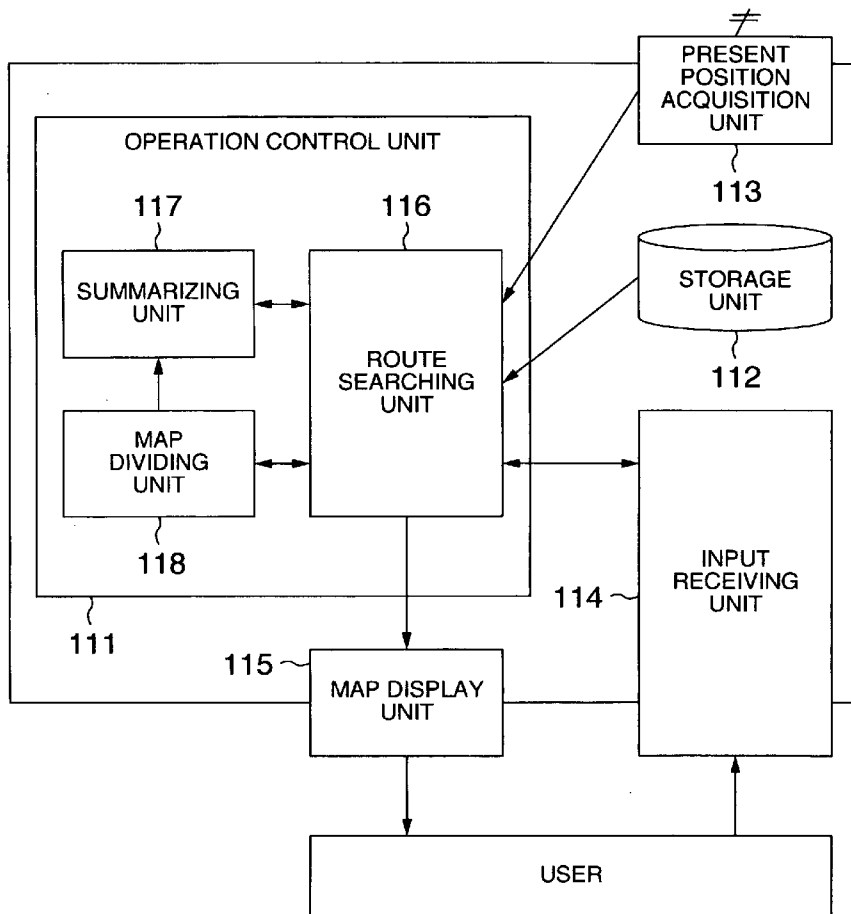 PRESENT
POSITION
ACQUISITION
UNIT
113
OPERATION CONTROL UNIT
117
116
SUMMARIZING
UNIT
STORAGE
UNIT
112
ROUTE
SEARCHING
UNIT
MAP
DIVIDING
UNIT
118
INPUT
RECEIVING
UNIT
114
111
115
MAP DISPLAY
UNIT
USER